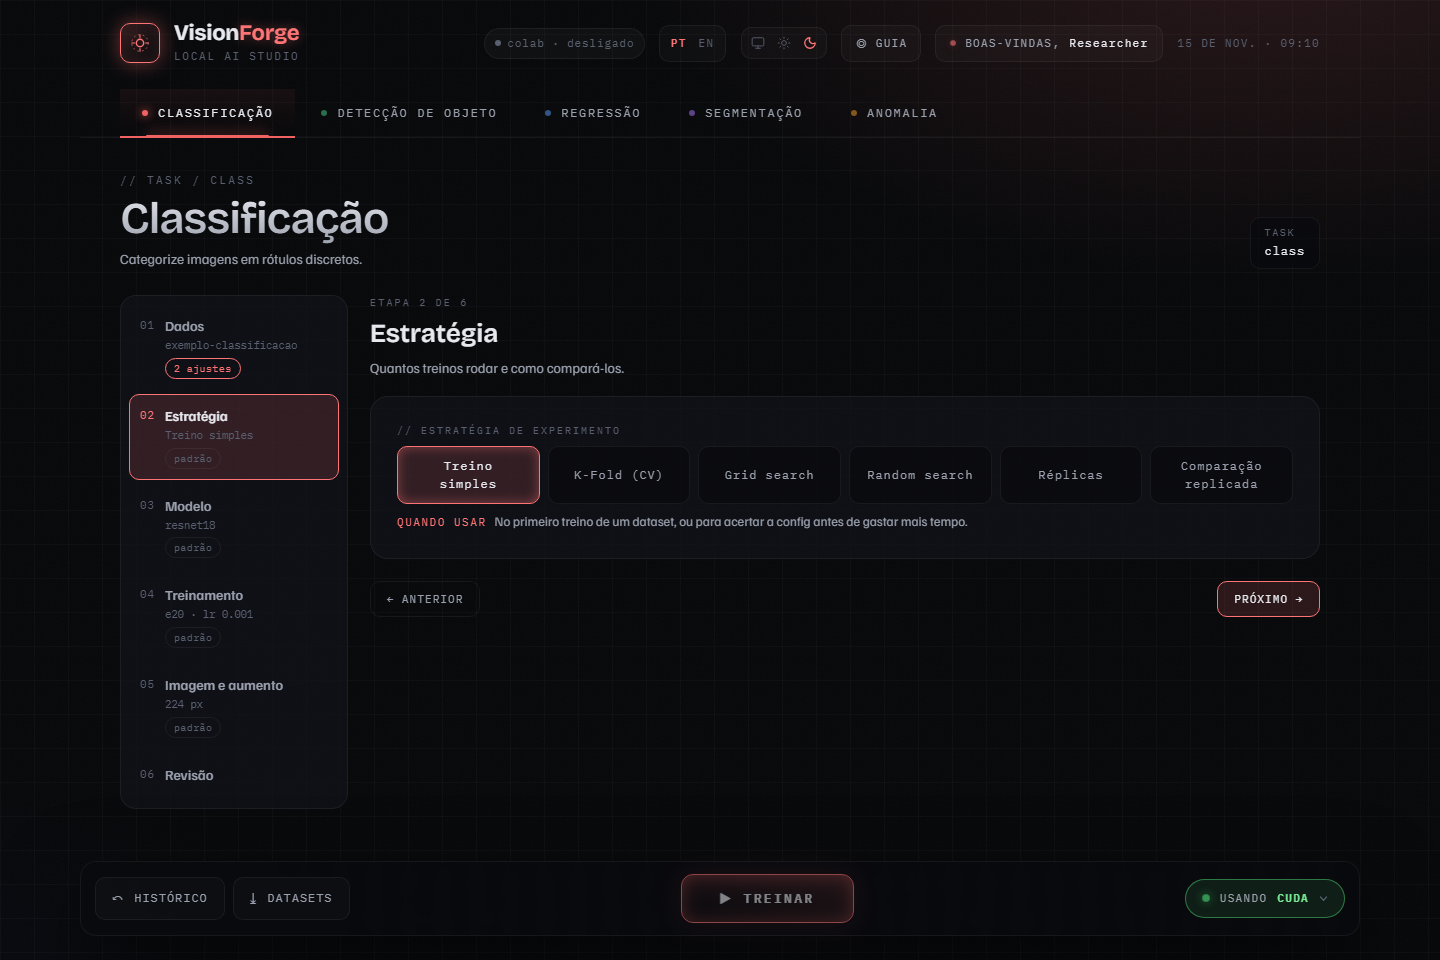 VisionForge
LOCAL AI STUDIO
colab · desligado
PT EN
GUIA
BOAS-VINDAS, Researcher
15 DE NOV. · 09:10
CLASSIFICAÇÃO
DETECÇÃO DE OBJETO
REGRESSÃO
SEGMENTAÇÃO
ANOMALIA
// TASK / CLASS
Classificação
Categorize imagens em rótulos discretos.
TASK
class
01 Dados
exemplo-classificacao
2 ajustes
02 Estratégia
Treino simples
padrão
03 Modelo
resnet18
padrão
04 Treinamento
e20 · lr 0.001
padrão
05 Imagem e aumento
224 px
padrão
06 Revisão
ETAPA 2 DE 6
Estratégia
Quantos treinos rodar e como compará-los.
// ESTRATÉGIA DE EXPERIMENTO
Treino
simples
K-Fold (CV)
Grid search
Random search
Réplicas
Comparação
replicada
QUANDO USAR No primeiro treino de um dataset, ou para acertar a config antes de gastar mais tempo.
← ANTERIOR
PRÓXIMO →
HISTÓRICO
DATASETS
▶ TREINAR
USANDO CUDA